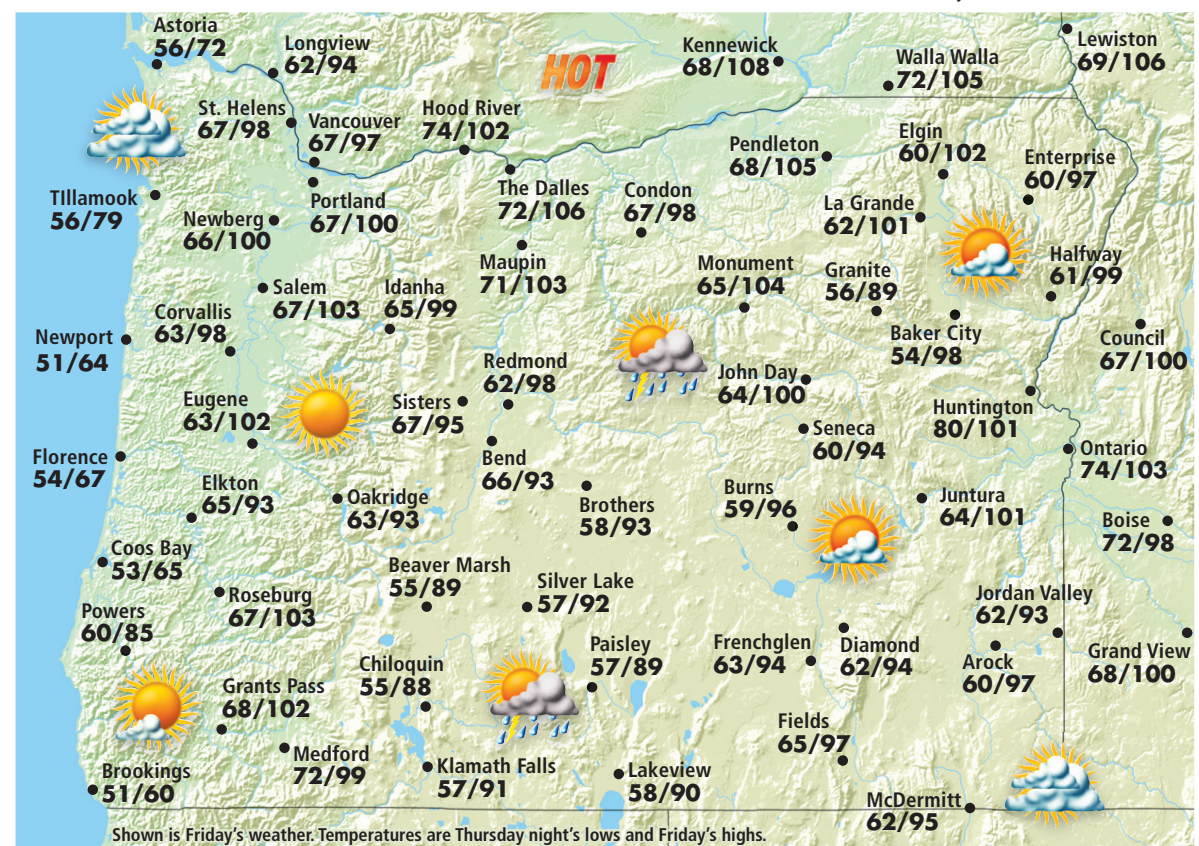 Astoria
56/72
Longview
62/94
HOT
Kennewick
68/108
Walla Walla
72/105
Lewiston
69/106
St. Helens
67/98
Vancouver
67/97
Hood River
74/102
Pendleton
68/105
Elgin
60/102
Enterprise
60/97
TIllamook
56/79
Newberg
66/100
Portland
67/100
The Dalles
72/106
Condon
67/98
La Grande
62/101
Maupin
71/103
Monument
65/104
Granite
56/89
Halfway
61/99
Salem
67/103
Idanha
65/99
Corvallis
63/98
Newport
51/64
Baker City
54/98
Council
67/100
Redmond
62/98
John Day
64/100
Eugene
63/102
Sisters
67/95
Huntington
80/101
Seneca
60/94
Ontario
74/103
Florence
54/67
Bend
66/93
Elkton
65/93
Oakridge
63/93
Brothers
58/93
Burns
59/96
Juntura
64/101
Boise
72/98
Coos Bay
53/65
Beaver Marsh
55/89
Silver Lake
57/92
Roseburg
67/103
Jordan Valley
62/93
Powers
60/85
Paisley
57/89
Frenchglen
63/94
Diamond
62/94
Arock
60/97
Grand View
68/100
Chiloquin
55/88
Grants Pass
68/102
Fields
65/97
Medford
72/99
Klamath Falls
57/91
Lakeview
58/90
Brookings
51/60
McDermitt
62/95
Shown is Friday's weather. Temperatures are Thursday night's lows and Friday's highs.